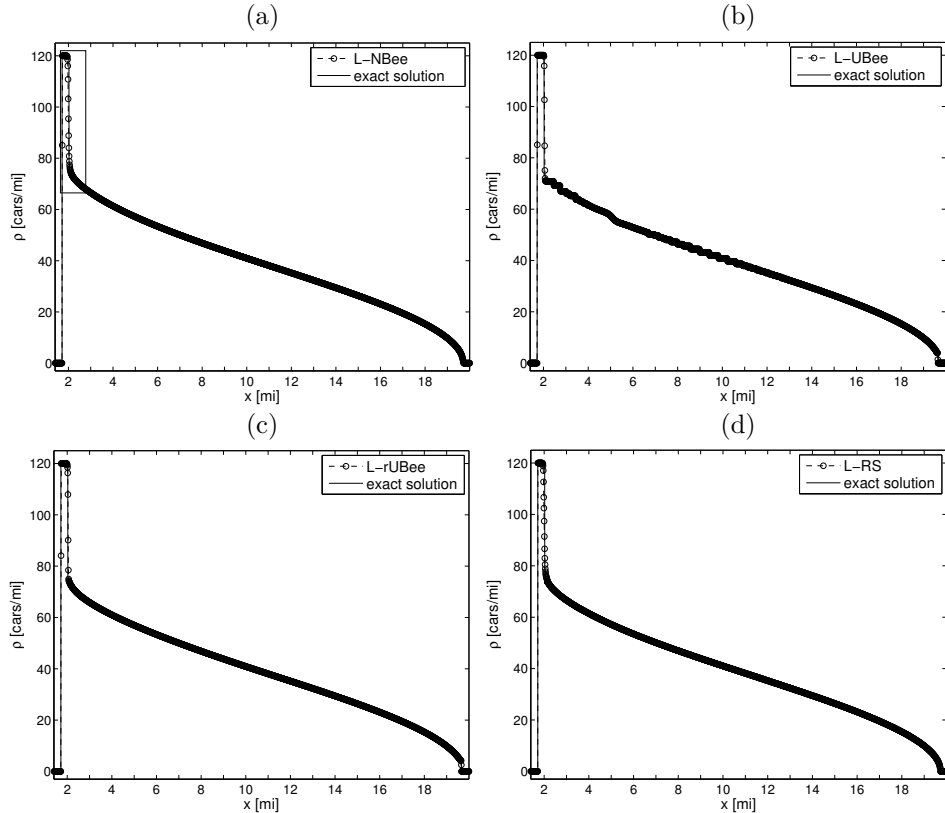 (a)
L-NBee
exact solution
120
100
80
60
40
20
0
ρ [cars/mi]
2 4 6 8 10 12 14 16 18
x [mi]
(b)
L-UBee
exact solution
120
100
80
60
40
20
0
ρ [cars/mi]
2 4 6 8 10 12 14 16 18
x [mi]
(c)
L-rUBee
exact solution
120
100
80
60
40
20
0
ρ [cars/mi]
2 4 6 8 10 12 14 16 18
x [mi]
(d)
L-RS
exact solution
120
100
80
60
40
20
0
ρ [cars/mi]
2 4 6 8 10 12 14 16 18
x [mi]